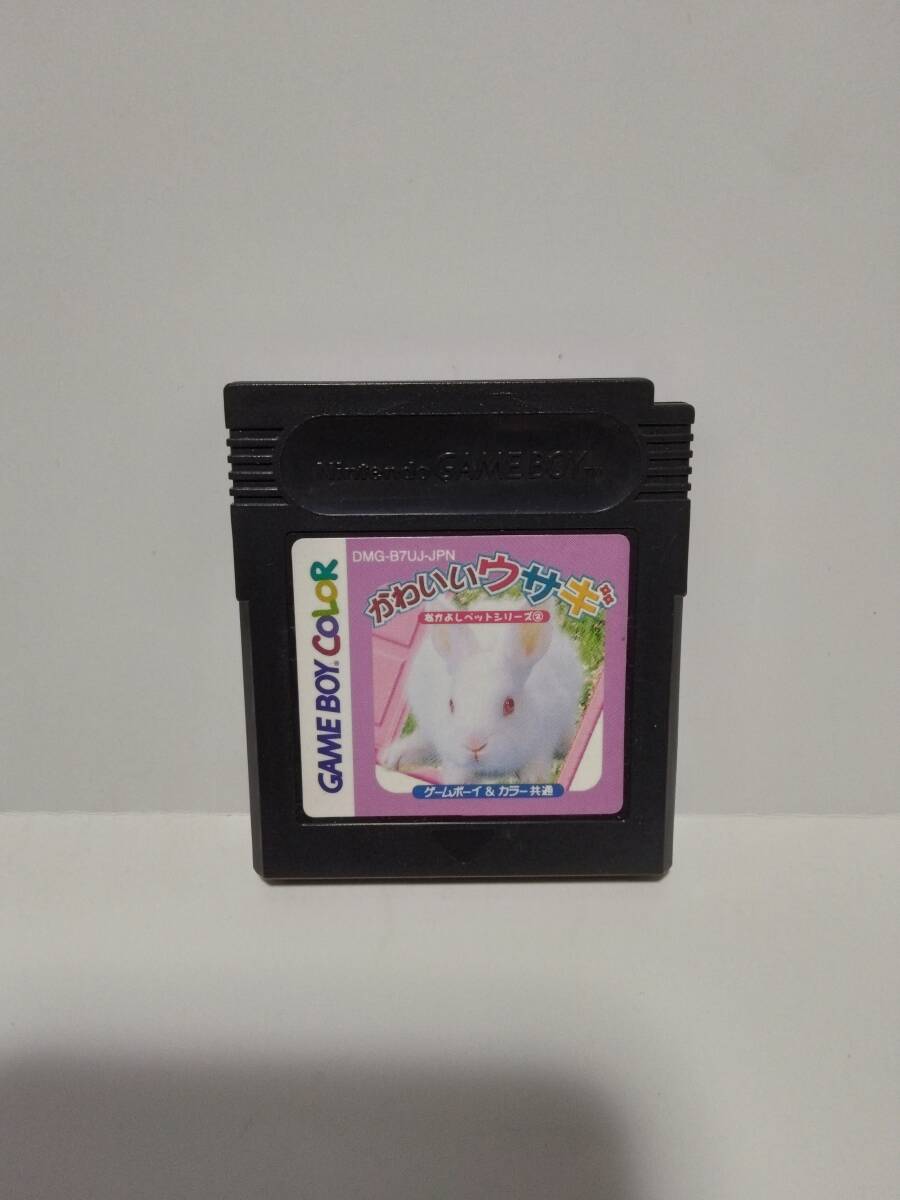 Nintendo GAME BOY TM
GAME BOY COLOR
DMG-B7UJ-JPN
かわいいウサギ
なかよしペットシリーズ②
ゲームボーイ & カラー共通